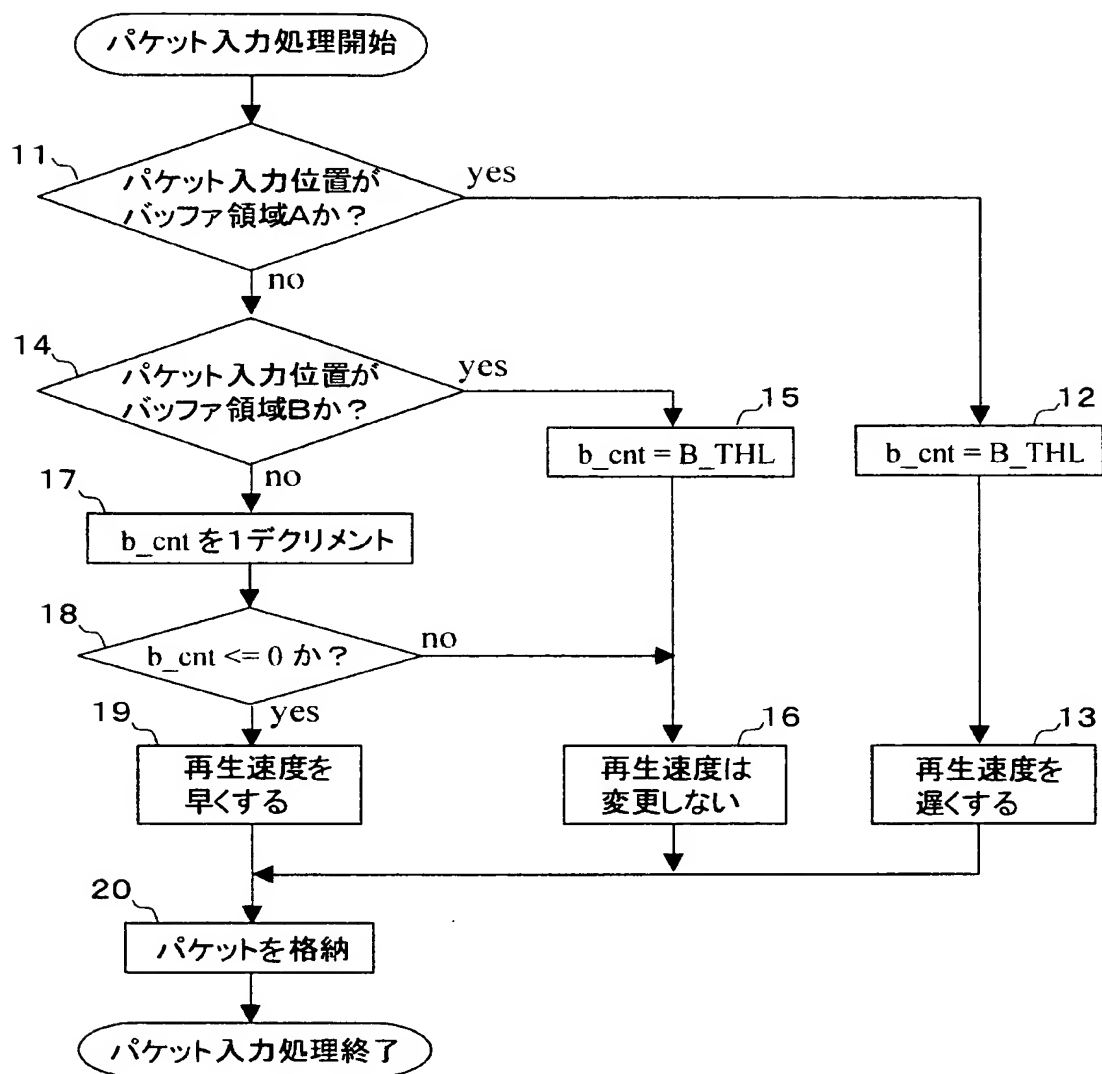 パケット入力処理開始
11
パケット入力位置が
バッファ領域Aか？
yes
no
14
パケット入力位置が
バッファ領域Bか？
yes
no
15
b_cnt = B_THL
12
b_cnt = B_THL
17
b_cnt を1デクリメント
18
b_cnt <= 0 か？
no
yes
19
再生速度を
早くする
16
再生速度は
変更しない
13
再生速度を
遅くする
20
パケットを格納
パケット入力処理終了